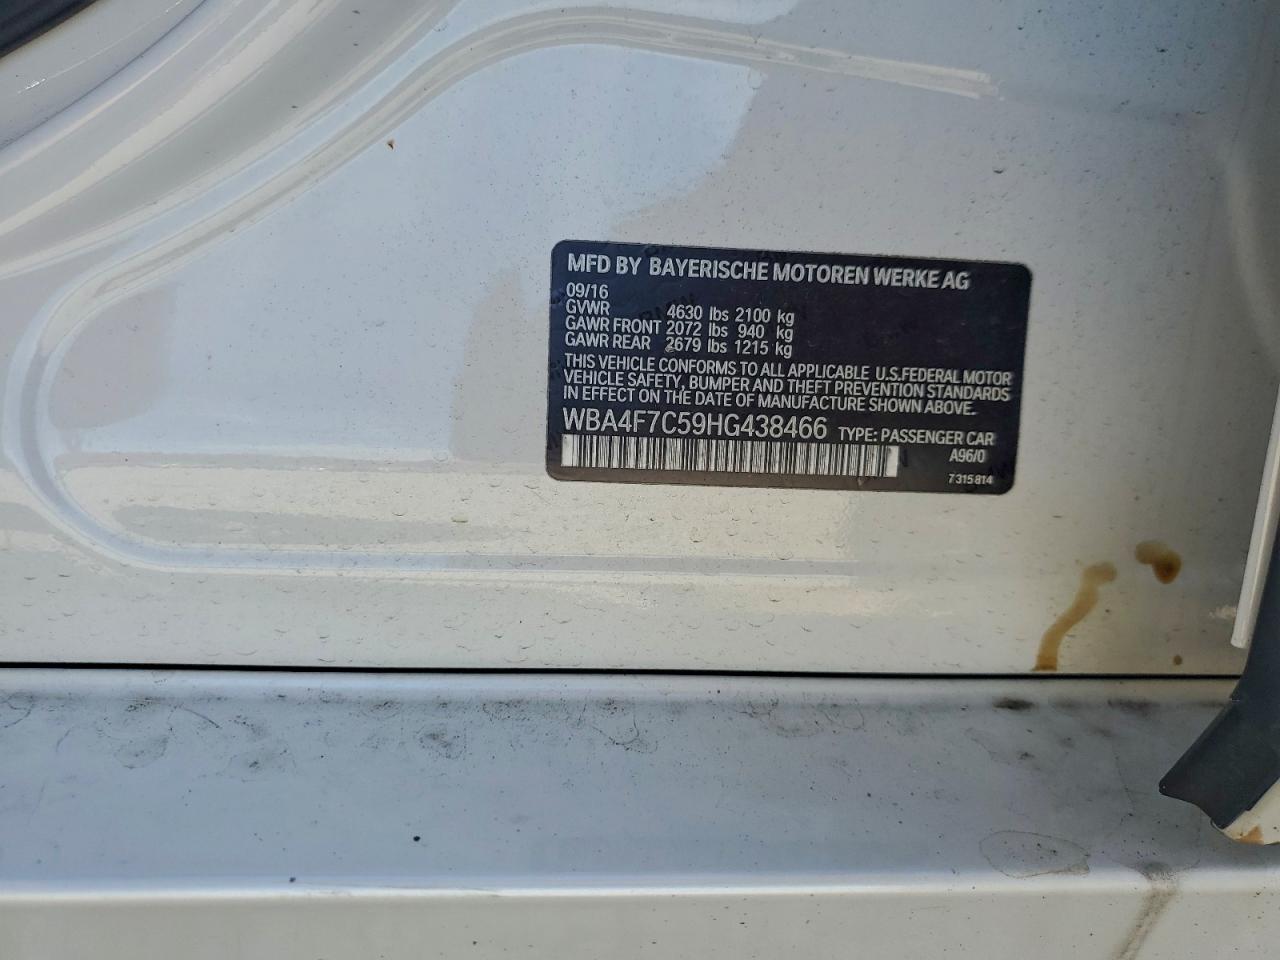 MFD BY BAYERISCHE MOTOREN WERKE AG
09/16
GVWR 4630 lbs 2100 kg
GAWR FRONT 2072 lbs 940 kg
GAWR REAR 2679 lbs 1215 kg
THIS VEHICLE CONFORMS TO ALL APPLICABLE U.S.FEDERAL MOTOR
VEHICLE SAFETY, BUMPER AND THEFT PREVENTION STANDARDS
IN EFFECT ON THE DATE OF MANUFACTURE SHOWN ABOVE.
WBA4F7C59HG438466 TYPE: PASSENGER CAR
A96/0
7315814